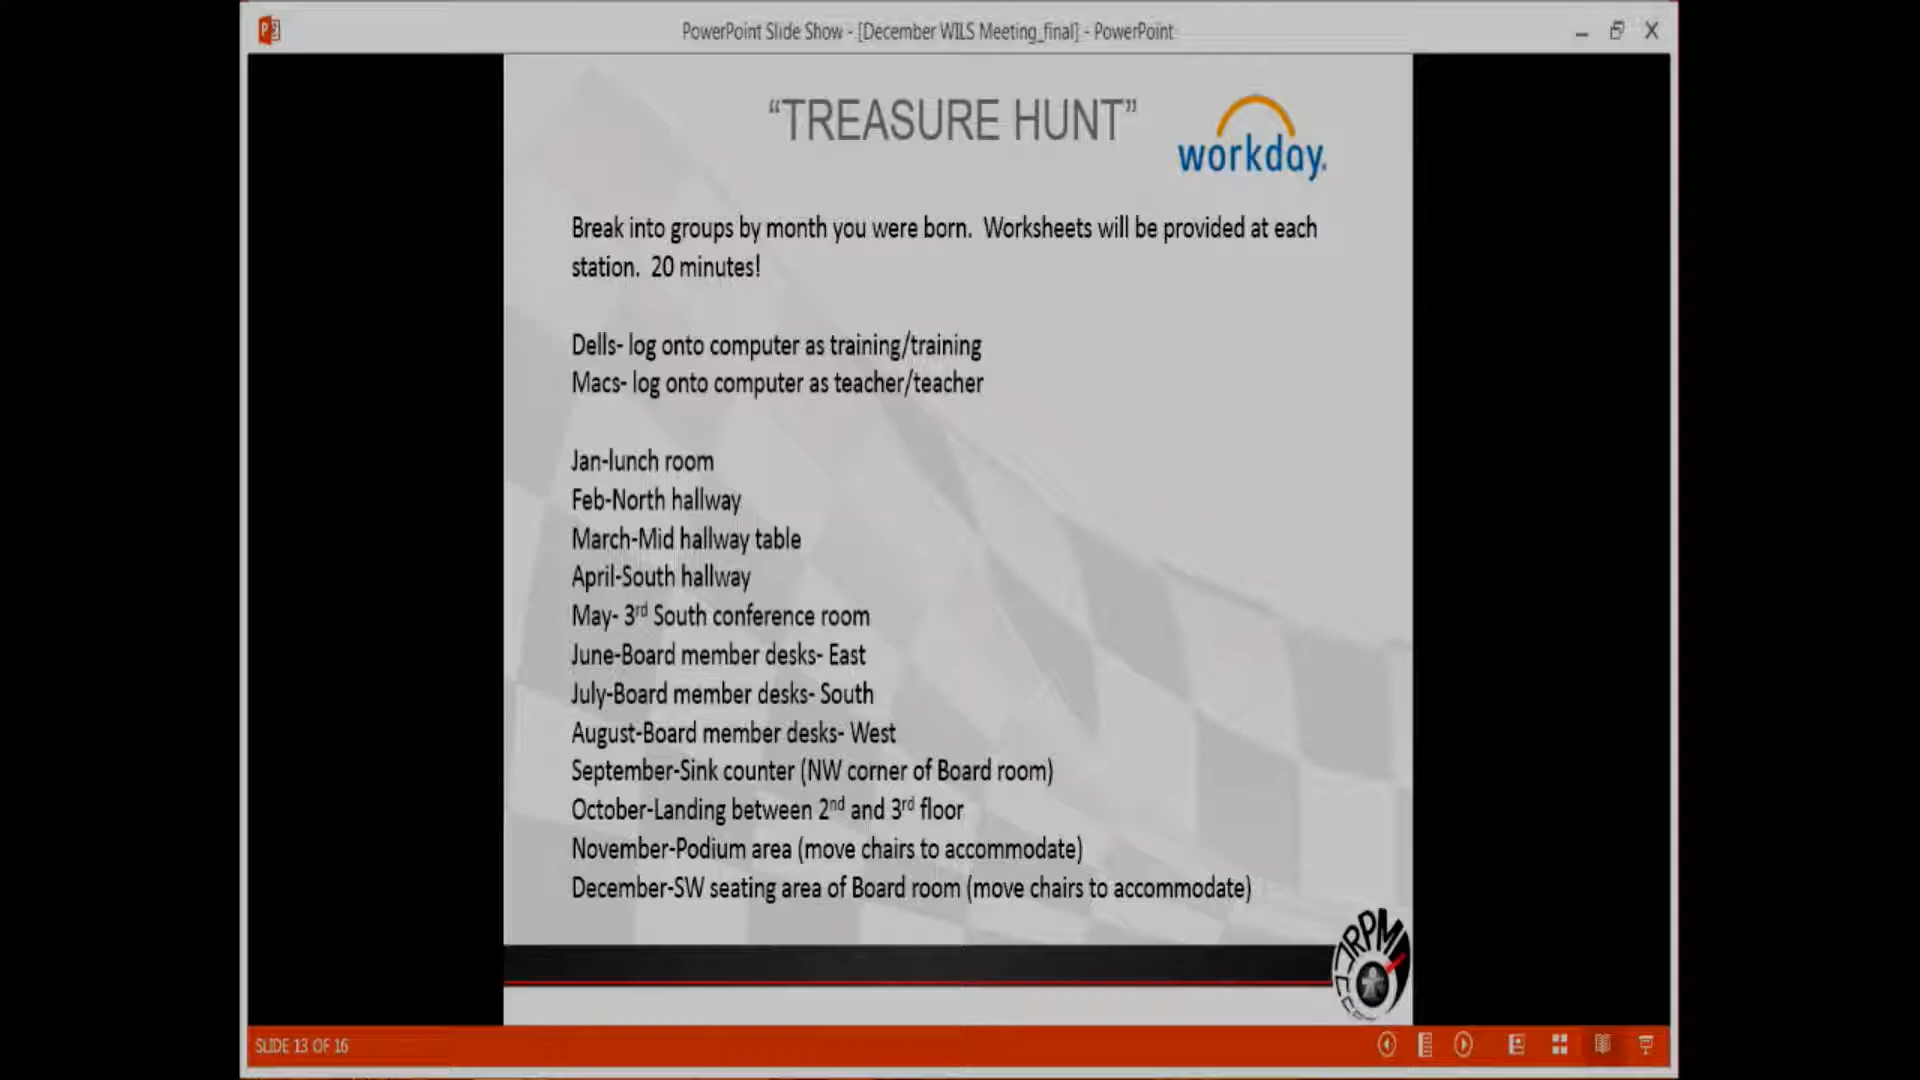 PowerPoint Slide Show - [December WILS Meeting_final] - PowerPoint
“TREASURE HUNT”
workday.
Break into groups by month you were born.  Worksheets will be provided at each
station.  20 minutes!
Dells- log onto computer as training/training
Macs- log onto computer as teacher/teacher
Jan-lunch room
Feb-North hallway
March-Mid hallway table
April-South hallway
May- 3rd South conference room
June-Board member desks- East
July-Board member desks- South
August-Board member desks- West
September-Sink counter (NW corner of Board room)
October-Landing between 2nd and 3rd floor
November-Podium area (move chairs to accommodate)
December-SW seating area of Board room (move chairs to accommodate)
RPM
SLIDE 13 OF 16